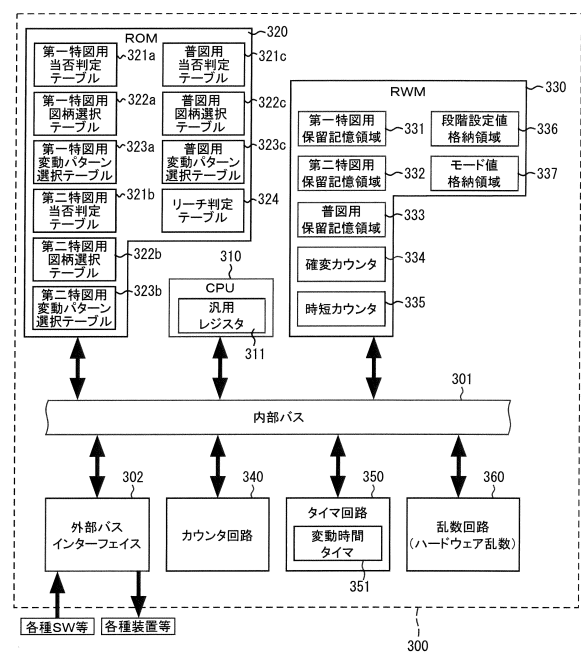 300
ROM
320
第一特図用
当否判定
テーブル
321a
普図用
当否判定
テーブル
321c
第一特図用
図柄選択
テーブル
322a
普図用
図柄選択
テーブル
322c
第一特図用
変動パターン
選択テーブル
323a
普図用
変動パターン
選択テーブル
323c
第二特図用
当否判定
テーブル
321b
リーチ判定
テーブル
324
第二特図用
図柄選択
テーブル
322b
第二特図用
変動パターン
選択テーブル
323b
310
CPU
汎用
レジスタ
311
RWM
330
第一特図用
保留記憶領域
331
段階設定値
格納領域
336
第二特図用
保留記憶領域
332
モード値
格納領域
337
普図用
保留記憶領域
333
確変カウンタ
334
時短カウンタ
335
301
内部バス
302
外部バス
インターフェイス
340
カウンタ回路
350
タイマ回路
変動時間
タイマ
351
360
乱数回路
(ハードウェア乱数)
各種SW等
各種装置等
300